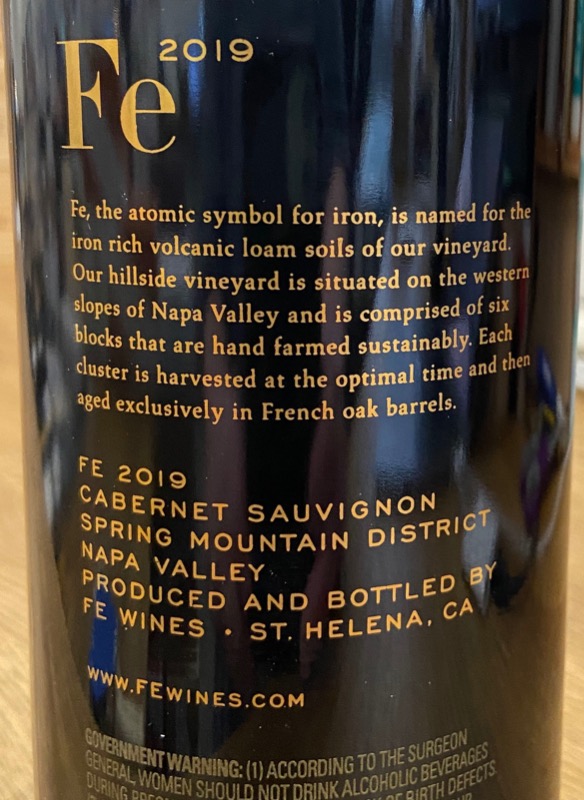 Fe 2019
Fe, the atomic symbol for iron, is named for the
iron rich volcanic loam soils of our vineyard.
Our hillside vineyard is situated on the western
slopes of Napa Valley and is comprised of six
blocks that are hand farmed sustainably. Each
cluster is harvested at the optimal time and then
aged exclusively in French oak barrels.
FE 2019
CABERNET SAUVIGNON
SPRING MOUNTAIN DISTRICT
NAPA VALLEY
PRODUCED AND BOTTLED BY
FE WINES • ST. HELENA, CA
WWW.FEWINES.COM
GOVERNMENT WARNING: (1) ACCORDING TO THE SURGEON
GENERAL, WOMEN SHOULD NOT DRINK ALCOHOLIC BEVERAGES
DURING OF BIRTH DEFECTS